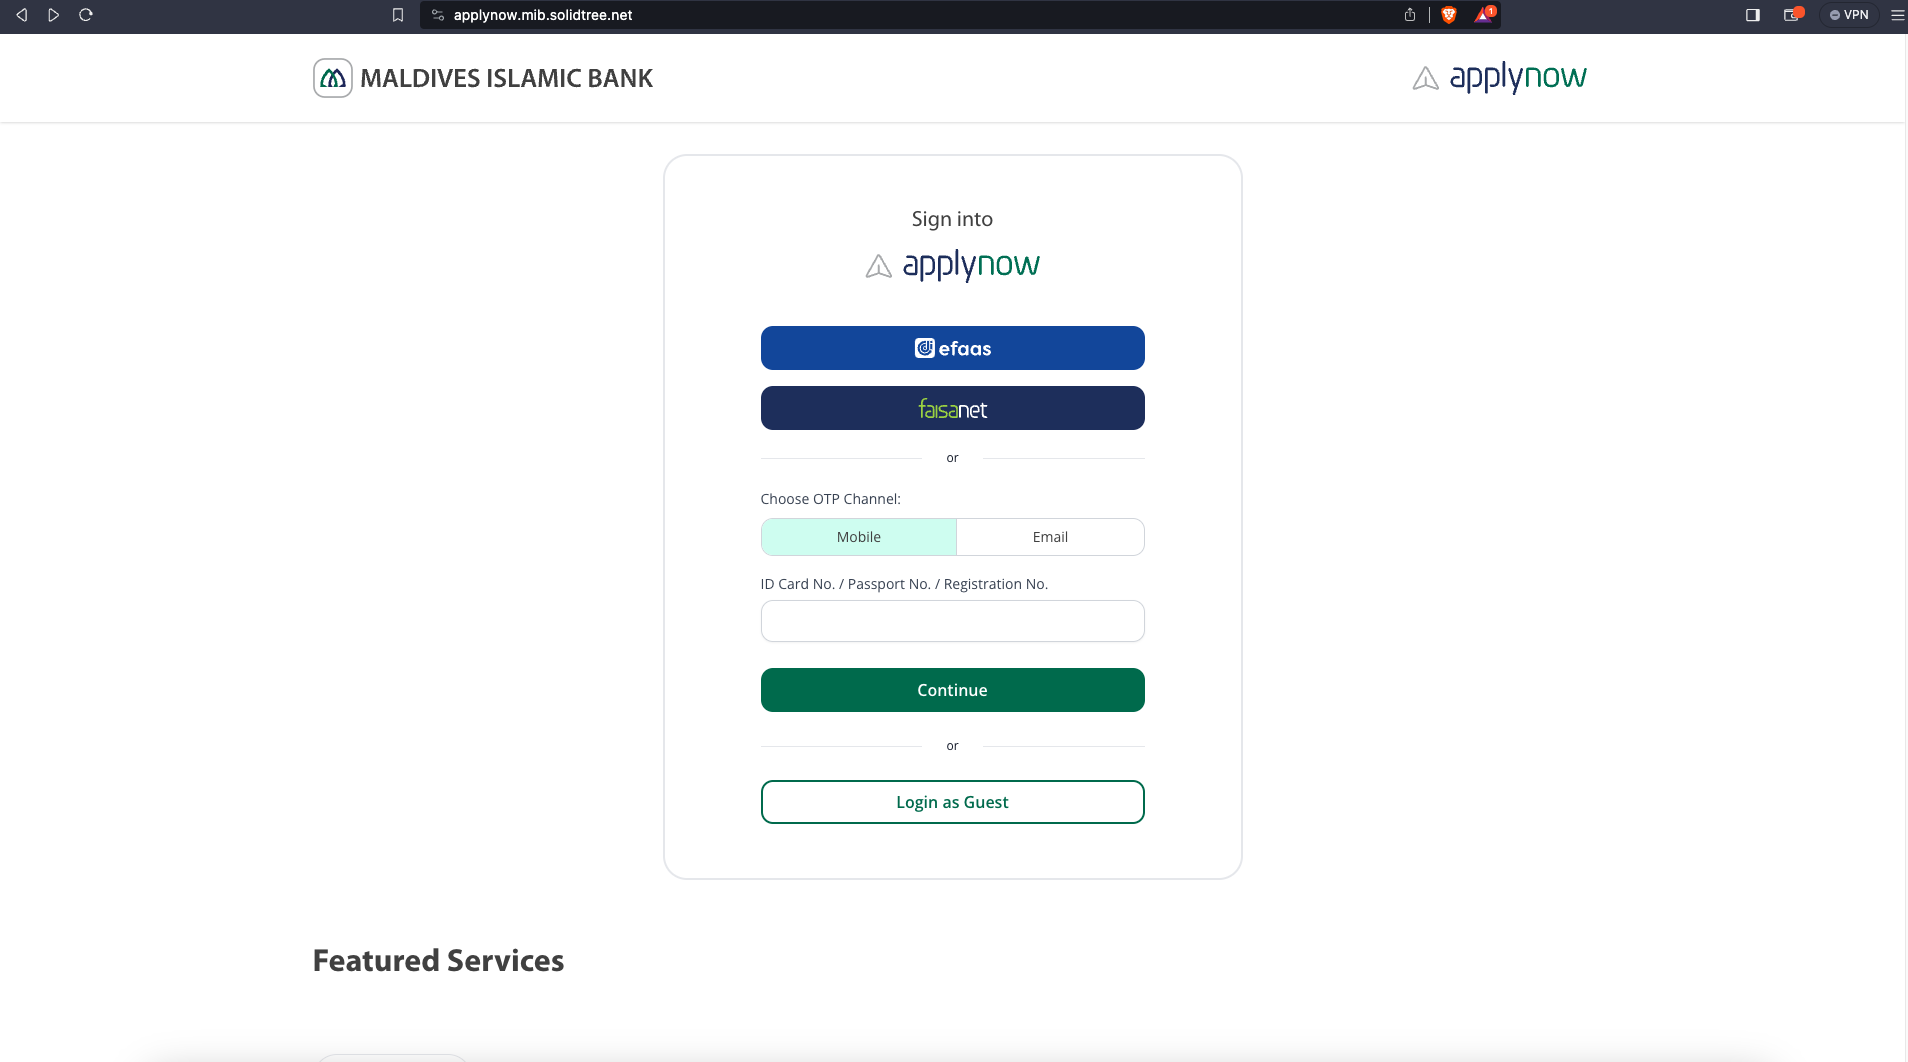 applynow.mib.solidtree.net
1
VPN
MALDIVES ISLAMIC BANK
applynow
Sign into
applynow
efaas
faisanet
or
Choose OTP Channel:
Mobile
Email
ID Card No. / Passport No. / Registration No.
Continue
or
Login as Guest
Featured Services